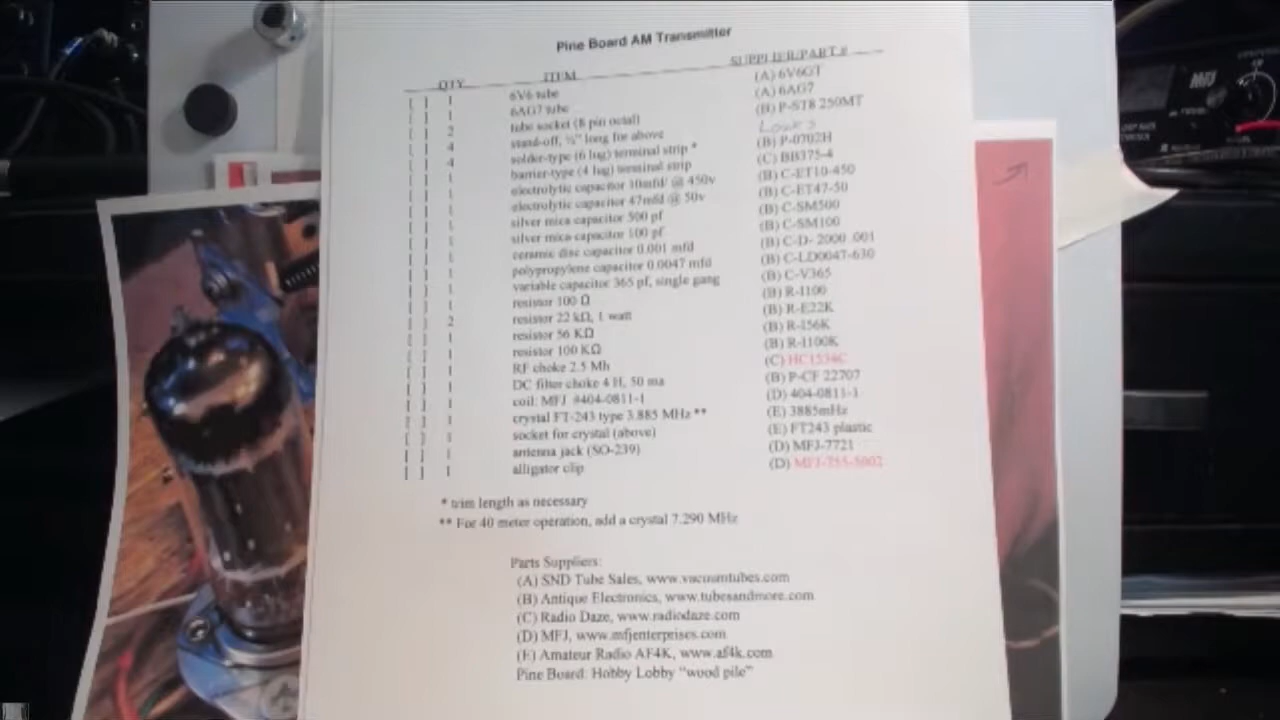 Pine Board AM Transmitter
QTY ITEM SUPPLIER/PART #
[ ] 1 6V6 tube (A) 6V6GT
[ ] 1 6AG7 tube (A) 6AG7
[ ] 2 tube socket (8 pin octal) (B) P-ST8 250MT
[ ] 4 stand-off, ½" long for above Lowe's
[ ] 4 solder-type (6 lug) terminal strip * (B) P-0702H
[ ] 1 barrier-type (4 lug) terminal strip (C) BB375-4
[ ] 1 electrolytic capacitor 10mfd/ @ 450v (B) C-ET10-450
[ ] 1 electrolytic capacitor 47mfd @ 50v (B) C-ET47-50
[ ] 1 silver mica capacitor 500 pf (B) C-SM500
[ ] 1 silver mica capacitor 100 pf (B) C-SM100
[ ] 1 ceramic disc capacitor 0.001 mfd (B) C-D- 2000 .001
[ ] 1 polypropylene capacitor 0.0047 mfd (B) C-LD0047-630
[ ] 1 variable capacitor 365 pf, single gang (B) C-V365
[ ] 1 resistor 100 Ω (B) R-I100
[ ] 2 resistor 22 kΩ, 1 watt (B) R-E22K
[ ] 1 resistor 56 KΩ (B) R-I56K
[ ] 1 resistor 100 KΩ (B) R-I100K
[ ] 1 RF choke 2.5 Mh (C) HC1534C
[ ] 1 DC filter choke 4 H, 50 ma (B) P-CF 22707
[ ] 1 coil: MFJ #404-0811-1 (D) 404-0811-1
[ ] 1 crystal FT-243 type 3.885 MHz ** (E) 3885mHz
[ ] 1 socket for crystal (above) (E) FT243 plastic
[ ] 1 antenna jack (SO-239) (D) MFJ-7721
[ ] 1 alligator clip (D) MFJ-755-5002
* trim length as necessary
** For 40 meter operation, add a crystal 7.290 MHz
Parts Suppliers:
(A) SND Tube Sales, www.vacuumtubes.com
(B) Antique Electronics, www.tubesandmore.com
(C) Radio Daze, www.radiodaze.com
(D) MFJ, www.mfjenterprises.com
(E) Amateur Radio AF4K, www.af4k.com
Pine Board: Hobby Lobby "wood pile"
MFJ